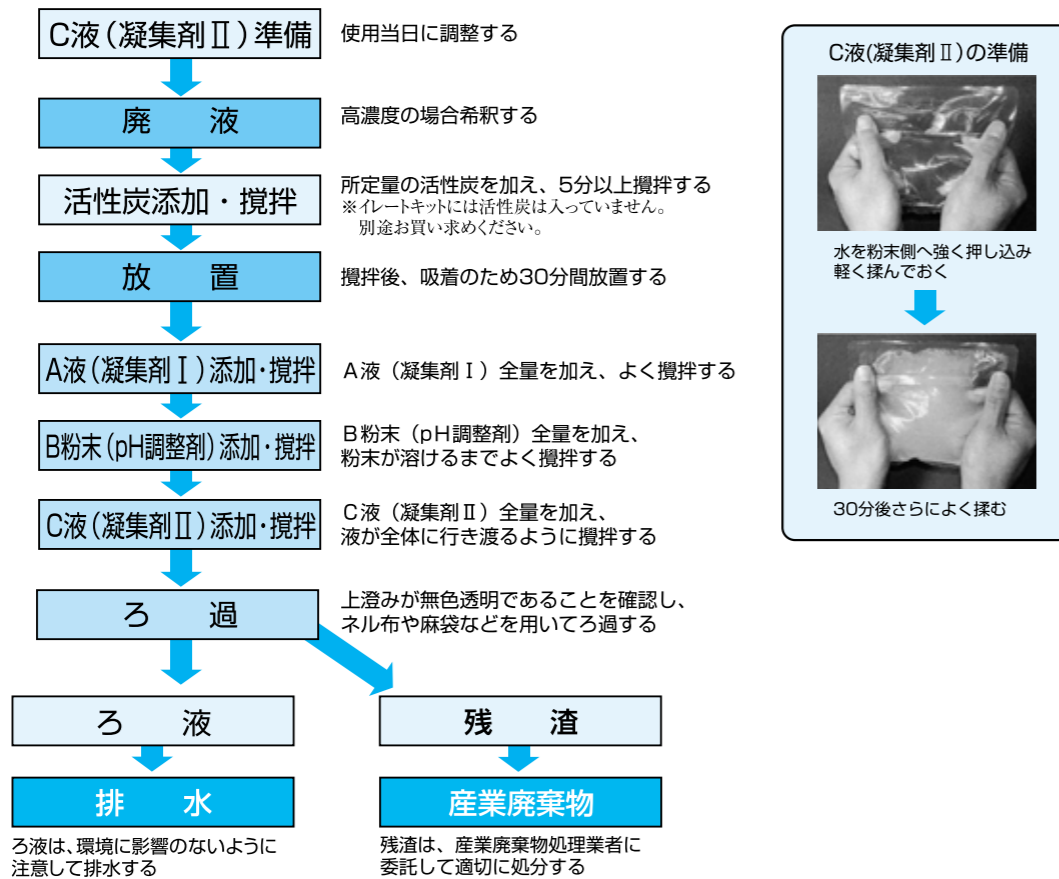 C液(凝集剤Ⅱ)準備
使用当日に調整する
廃 液
高濃度の場合希釈する
活性炭添加・攪拌
所定量の活性炭を加え、5分以上攪拌する
※イレートキットには活性炭は入っていません。
別途お買い求めください。
放 置
攪拌後、吸着のため30分間放置する
A液(凝集剤Ⅰ)添加・攪拌
A液(凝集剤Ⅰ)全量を加え、よく攪拌する
B粉末(pH調整剤)添加・攪拌
B粉末(pH調整剤)全量を加え、
粉末が溶けるまでよく攪拌する
C液(凝集剤Ⅱ)添加・攪拌
C液(凝集剤Ⅱ)全量を加え、
液が全体に行き渡るように攪拌する
ろ 過
上澄みが無色透明であることを確認し、
ネル布や麻袋などを用いてろ過する
ろ 液
排 水
ろ液は、環境に影響のないように
注意して排水する
残 渣
産業廃棄物
残渣は、産業廃棄物処理業者に
委託して適切に処分する
C液(凝集剤Ⅱ)の準備
水を粉末側へ強く押し込み
軽く揉んでおく
30分後さらによく揉む